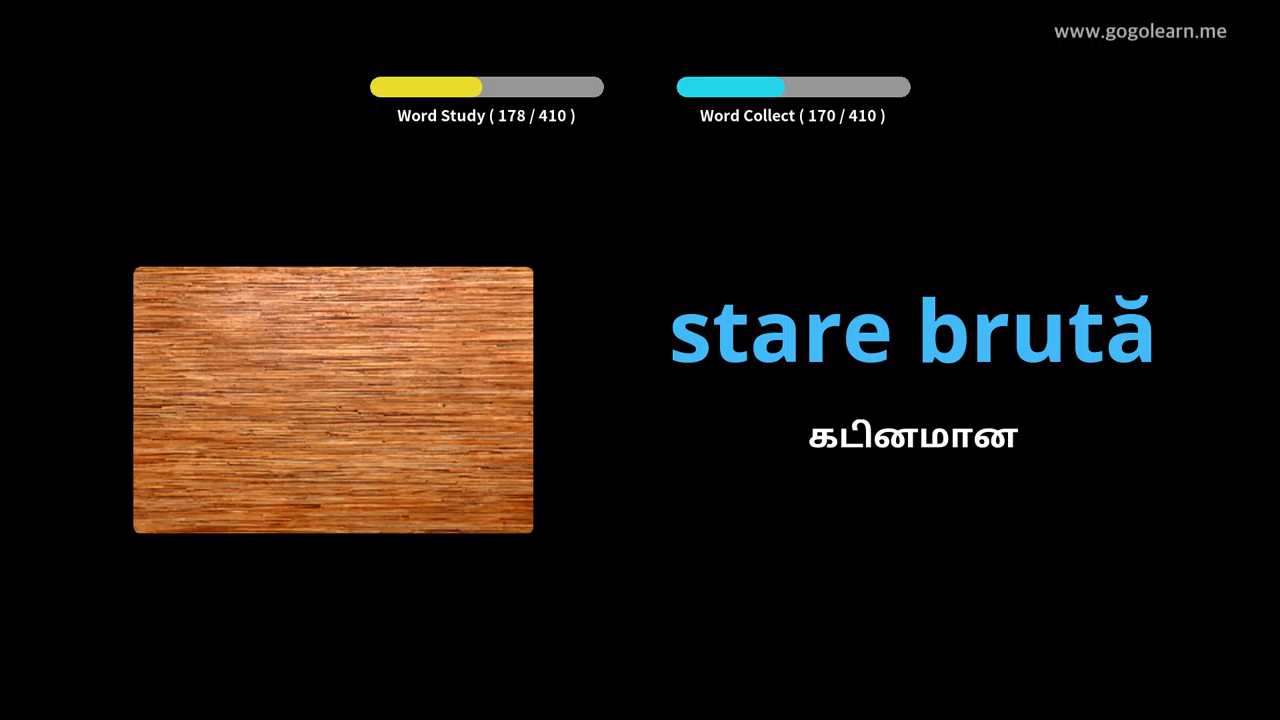 www.gogolearn.me
Word Study ( 178 / 410 )
Word Collect ( 170 / 410 )
stare brută
கடினமான